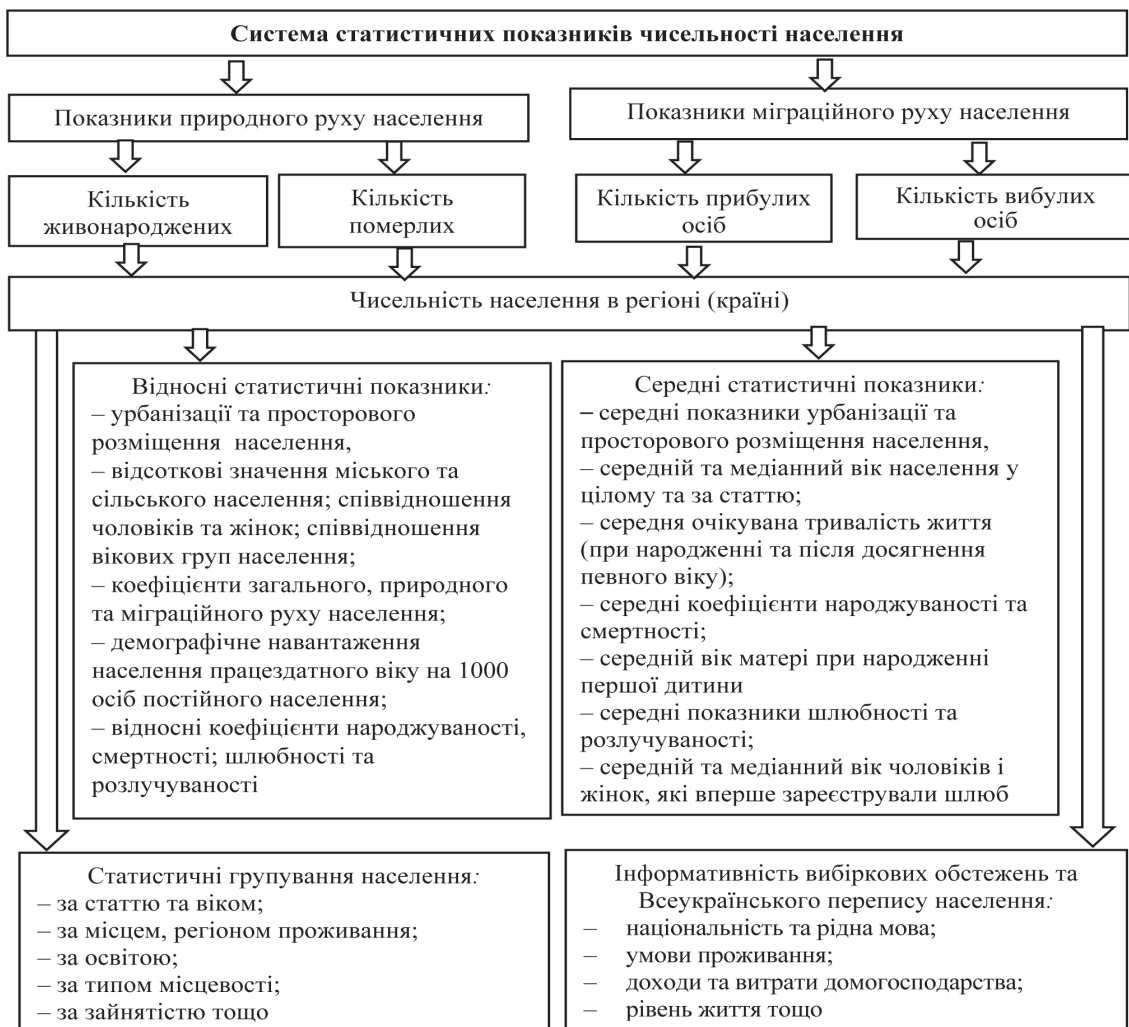 Система статистичних показників чисельності населення
Показники природного руху населення
Показники міграційного руху населення
Кількість
живонароджених
Кількість
померлих
Кількість прибулих
осіб
Кількість вибулих
осіб
Чисельність населення в регіоні (країні)
Відносні статистичні показники:
– урбанізації та просторового
розміщення населення,
– відсоткові значення міського та
сільського населення; співвідношення
чоловіків та жінок; співвідношення
вікових груп населення;
– коефіцієнти загального, природного
та міграційного руху населення;
– демографічне навантаження
населення працездатного віку на 1000
осіб постійного населення;
– відносні коефіцієнти народжуваності,
смертності; шлюбності та
розлучуваності
Середні статистичні показники:
– середні показники урбанізації та
просторового розміщення населення,
– середній та медіанний вік населення у
цілому та за статтю;
– середня очікувана тривалість життя
(при народженні та після досягнення
певного віку);
– середні коефіцієнти народжуваності та
смертності;
– середній вік матері при народженні
першої дитини
– середні показники шлюбності та
розлучуваності;
– середній та медіанний вік чоловіків і
жінок, які вперше зареєстрували шлюб
Статистичні групування населення:
– за статтю та віком;
– за місцем, регіоном проживання;
– за освітою;
– за типом місцевості;
– за зайнятістю тощо
Інформативність вибіркових обстежень та
Всеукраїнського перепису населення:
– національність та рідна мова;
– умови проживання;
– доходи та витрати домогосподарства;
– рівень життя тощо